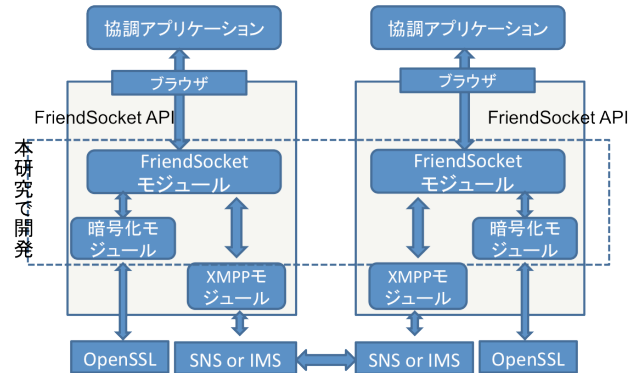 協調アプリケーション
協調アプリケーション
ブラウザ
ブラウザ
FriendSocket API
FriendSocket API
本研究で開発
FriendSocket
モジュール
FriendSocket
モジュール
暗号化モ
ジュール
暗号化モ
ジュール
XMPPモ
ジュール
XMPPモ
ジュール
OpenSSL
SNS or IMS
SNS or IMS
OpenSSL